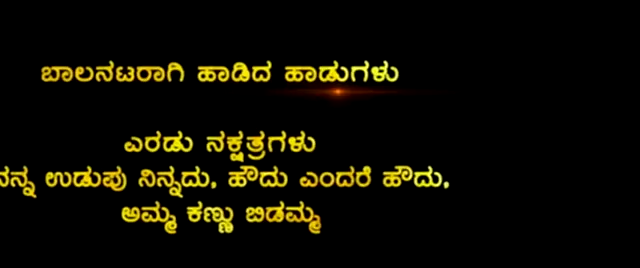 ಬಾಲನಟರಾಗಿ ಹಾಡಿದ ಹಾಡುಗಳು
ಎರಡು ನಕ್ಷತ್ರಗಳು
ನನ್ನ ಉಡುಪು ನಿನ್ನದು, ಹೌದು ಎಂದರೆ ಹೌದು,
ಅಮ್ಮ ಕಣ್ಣು ಬಿಡಮ್ಮ